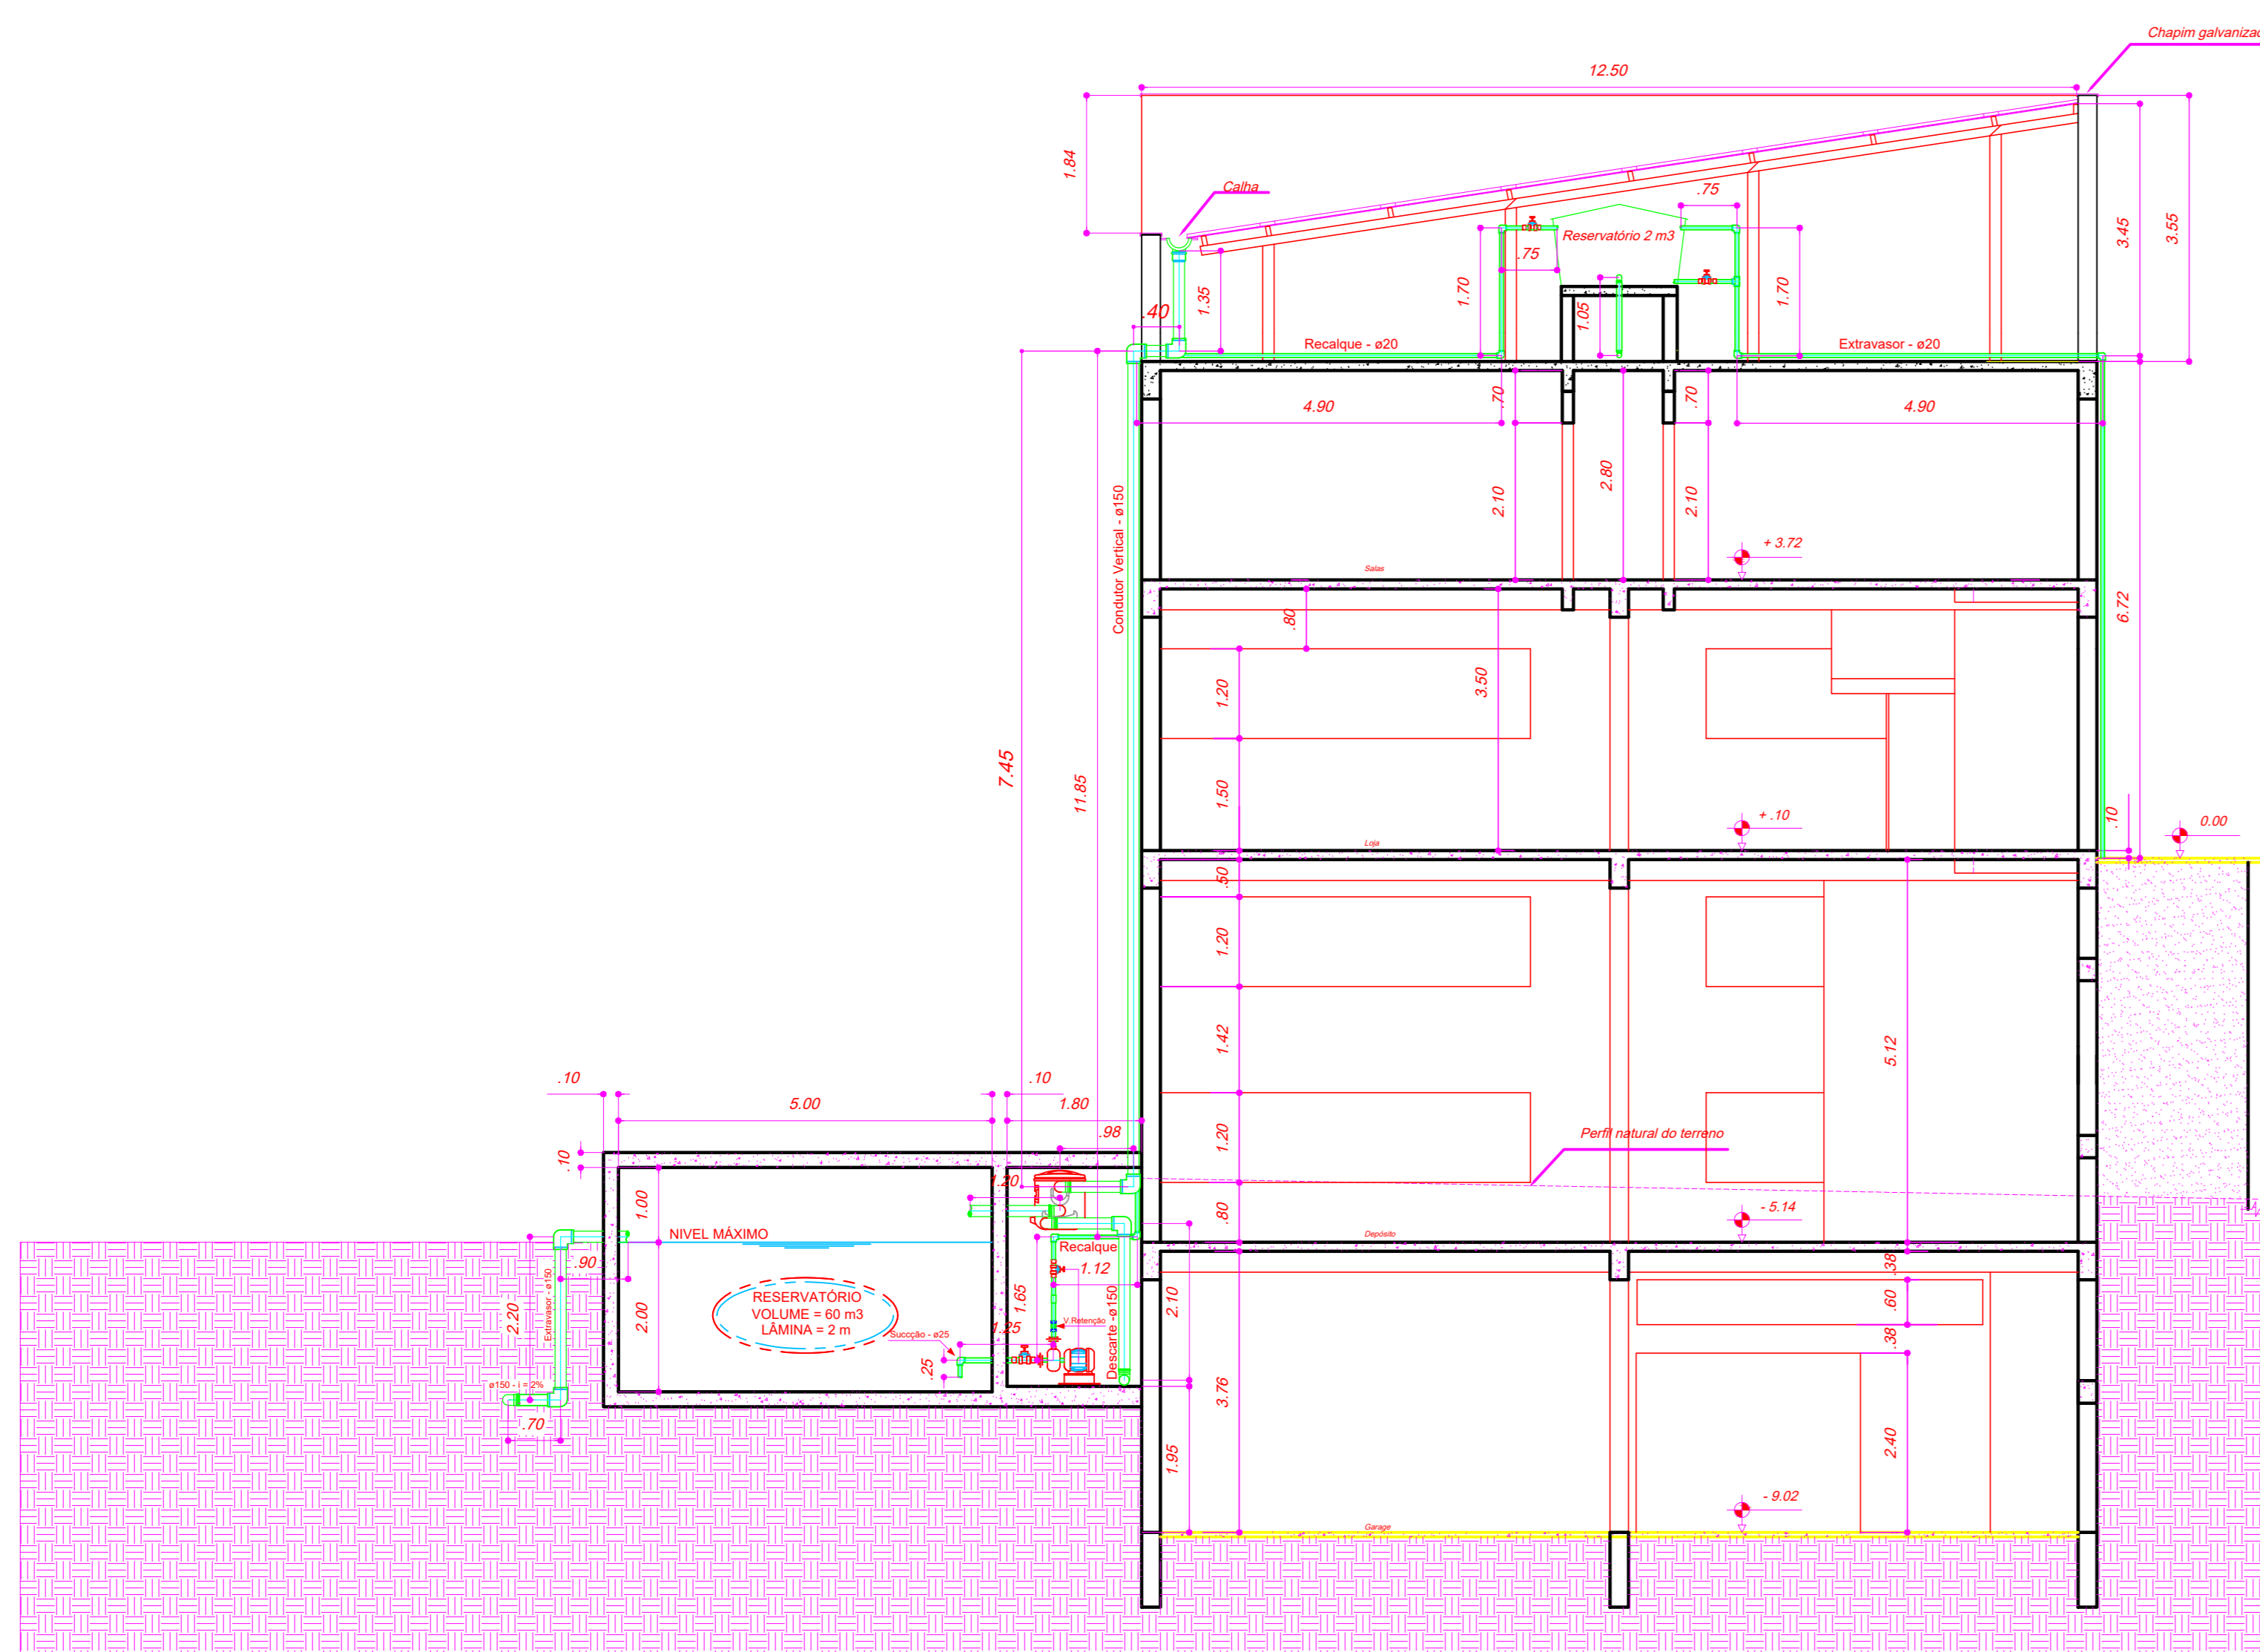 Chapim galvanizad
12.50
1.84
Calha
.75
Reservatório 2 m3
.75
3.45
3.55
1.35
1.70
1.05
1.70
.40
Recalque - ø20
Extravasor - ø20
4.90
.70
.70
4.90
Condutor Vertical - ø150
2.10
2.80
2.10
+ 3.72
Salas
.80
6.72
1.20
3.50
7.45
11.85
1.50
+ .10
.10
0.00
Loja
.50
1.20
1.42
5.12
.10
5.00
.10
1.80
.98
.10
1.20
Perfil natural do terreno
1.20
1.00
.80
- 5.14
NIVEL MÁXIMO
Depósito
Recalque
.38
.90
1.12
Extravasor - ø150
2.20
2.00
RESERVATÓRIO
VOLUME = 60 m3
LÂMINA = 2 m
1.65
2.10
.60
V.Retenção
Succção - ø25
1.25
Descarte -ø150
.38
.25
ø150 - i = 2%
3.76
.70
1.95
2.40
- 9.02
Garage